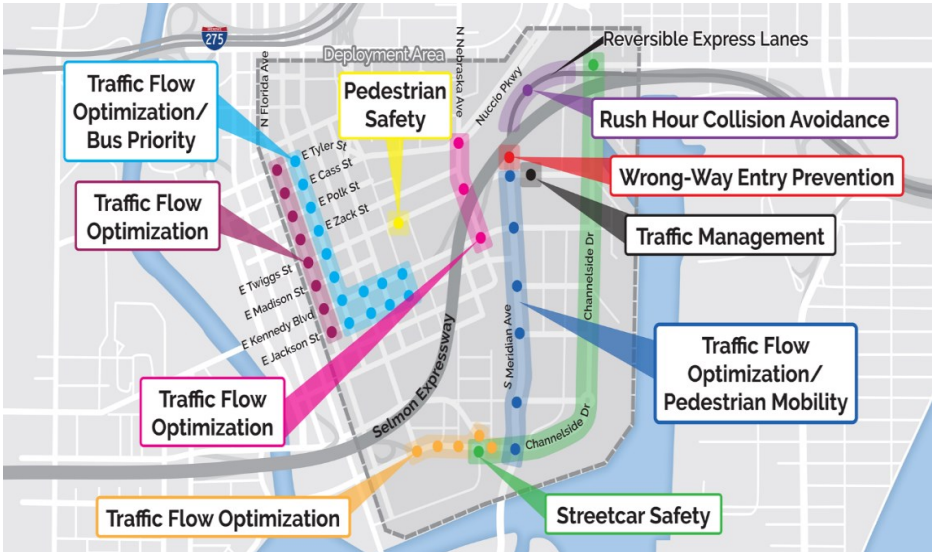 INTERSTATE
275
Deployment Area
N Florida Ave
N Nebraska Ave
Nuccio Pkwy
Reversible Express Lanes
Traffic Flow
Optimization/
Bus Priority
Pedestrian
Safety
Rush Hour Collision Avoidance
E Tyler St
E Cass St
E Polk St
E Zack St
Wrong-Way Entry Prevention
Traffic Flow
Optimization
Traffic Management
E Twiggs St
E Madison St
E Kennedy Blvd
E Jackson St
Channelside Dr
S Meridian Ave
Selmon Expressway
Traffic Flow
Optimization/
Pedestrian Mobility
Traffic Flow
Optimization
Channelside Dr
Traffic Flow Optimization
Streetcar Safety